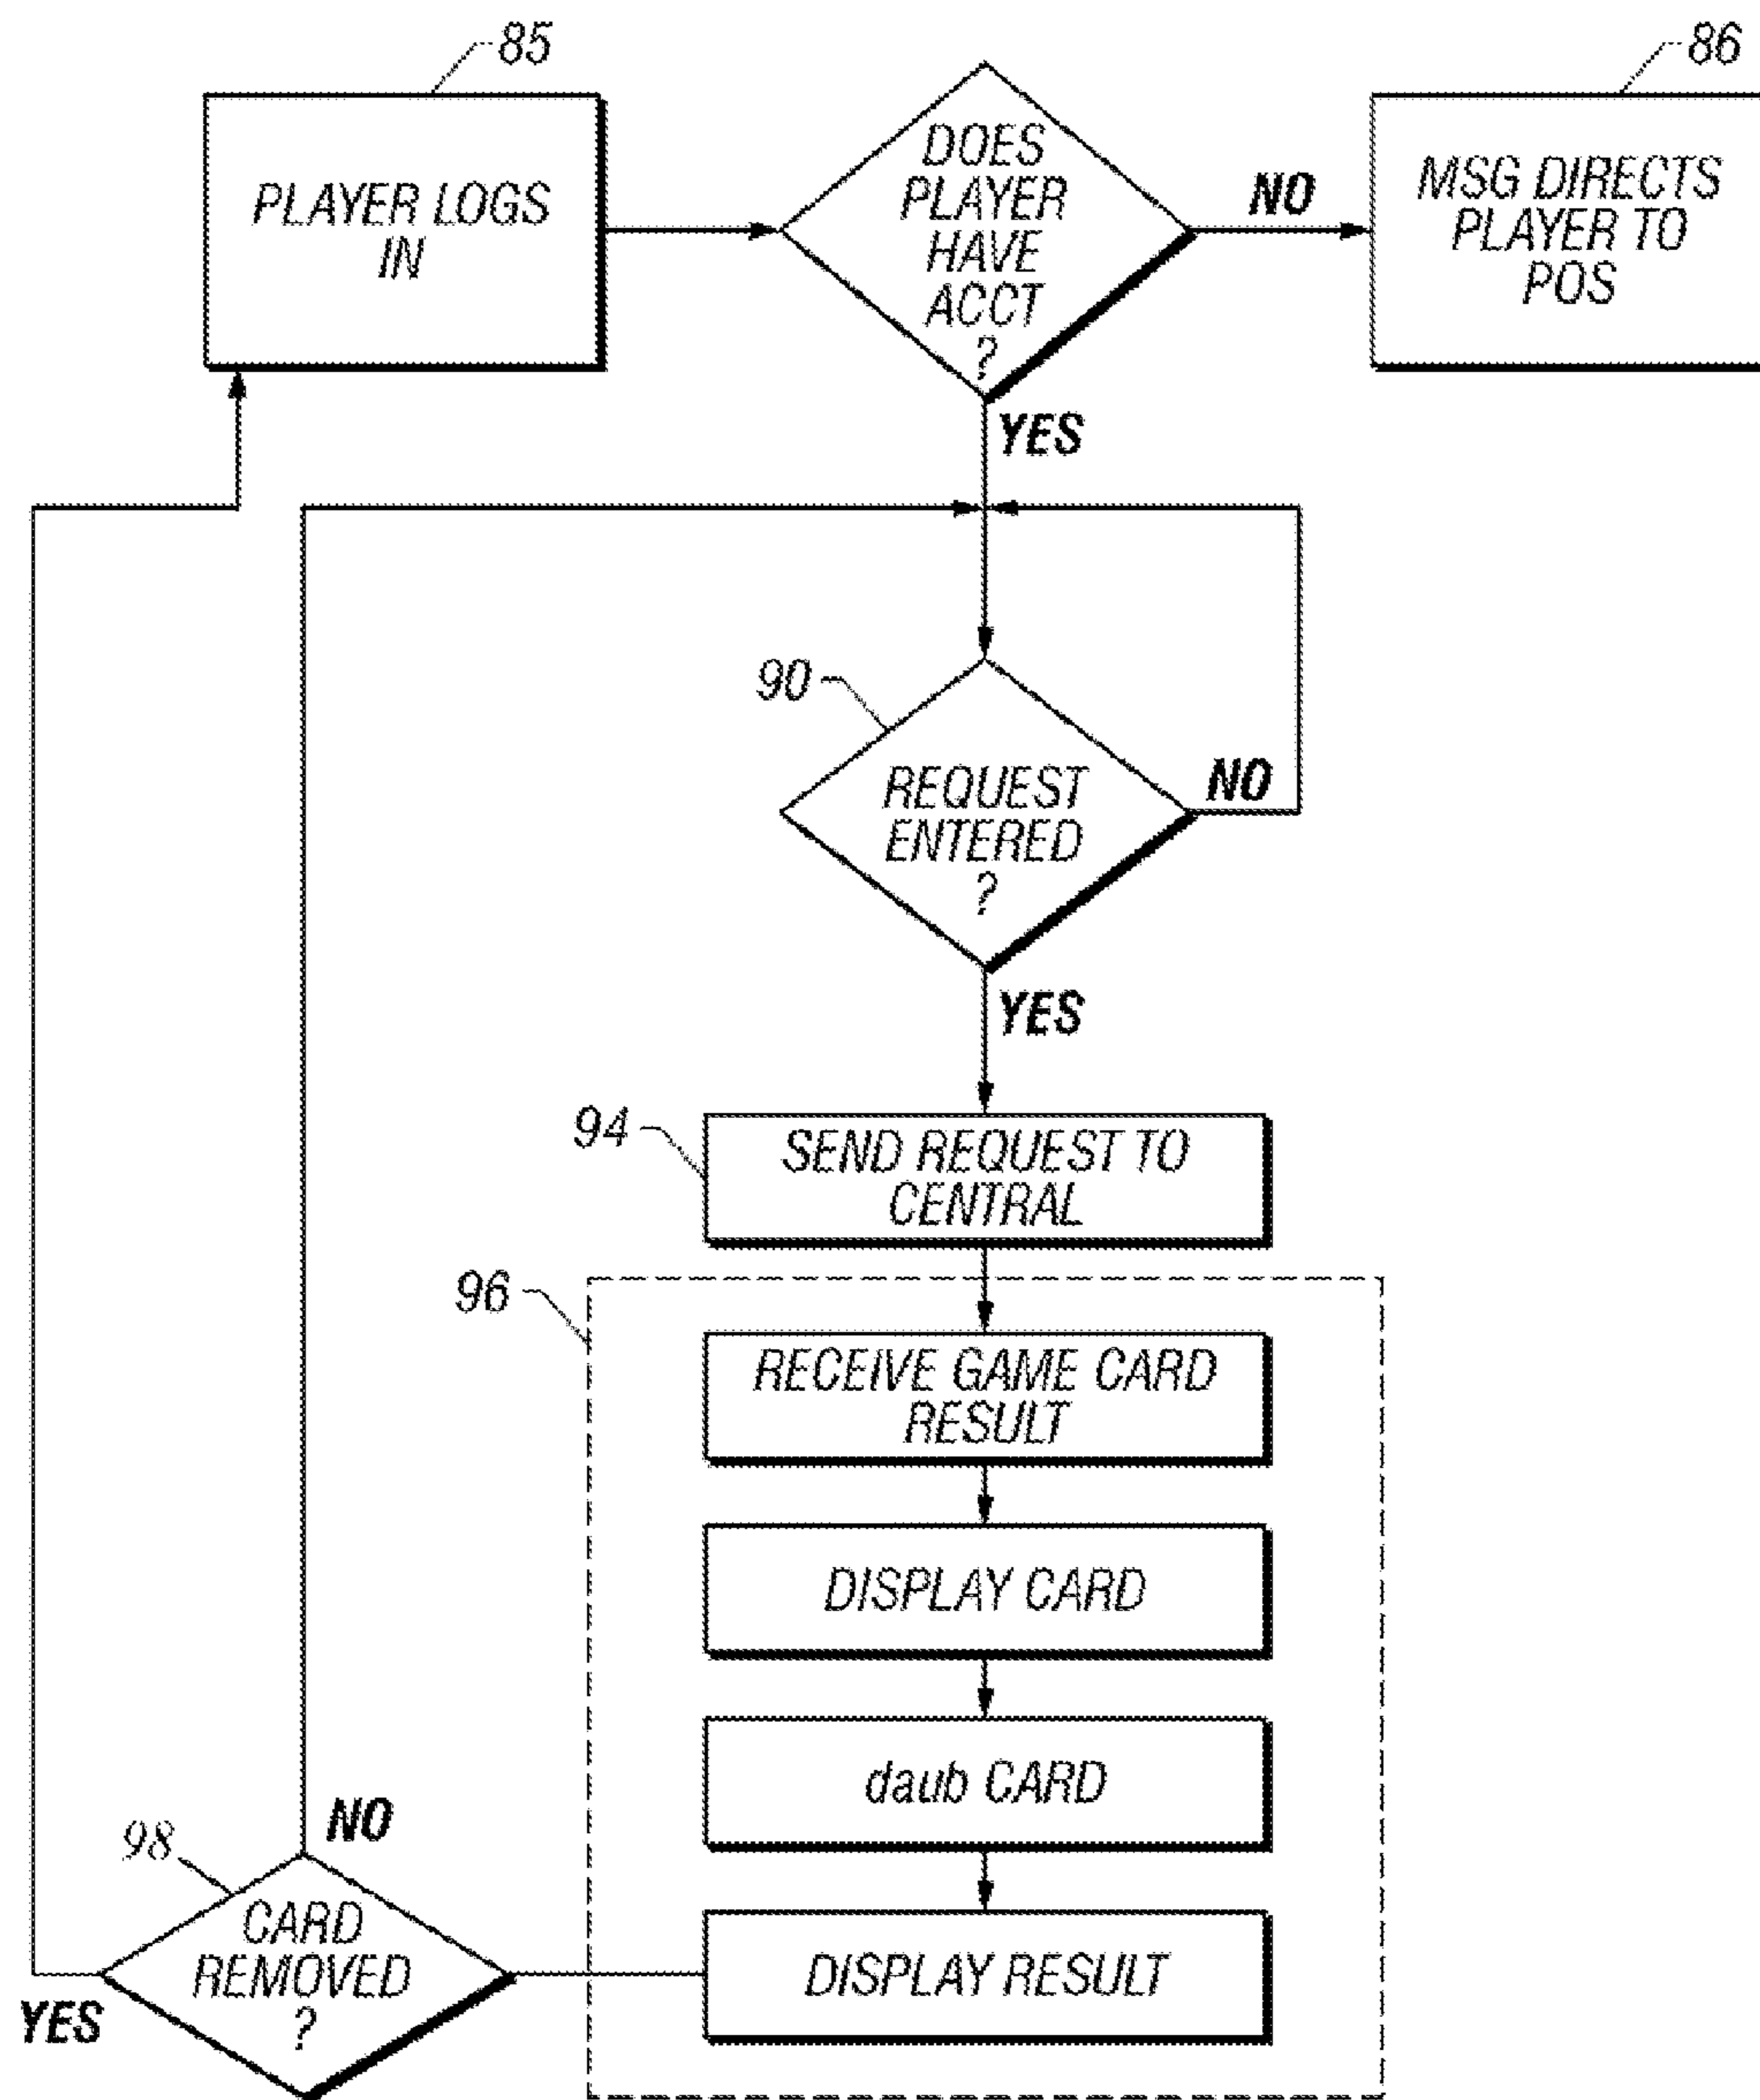 85
PLAYER LOGS
IN
DOES
PLAYER
HAVE
ACCT
?
NO
86
MSG DIRECTS
PLAYER TO
POS
YES
90
REQUEST
ENTERED
?
NO
YES
94
SEND REQUEST TO
CENTRAL
96
RECEIVE GAME CARD
RESULT
DISPLAY CARD
daub CARD
DISPLAY RESULT
98
NO
CARD
REMOVED
?
YES